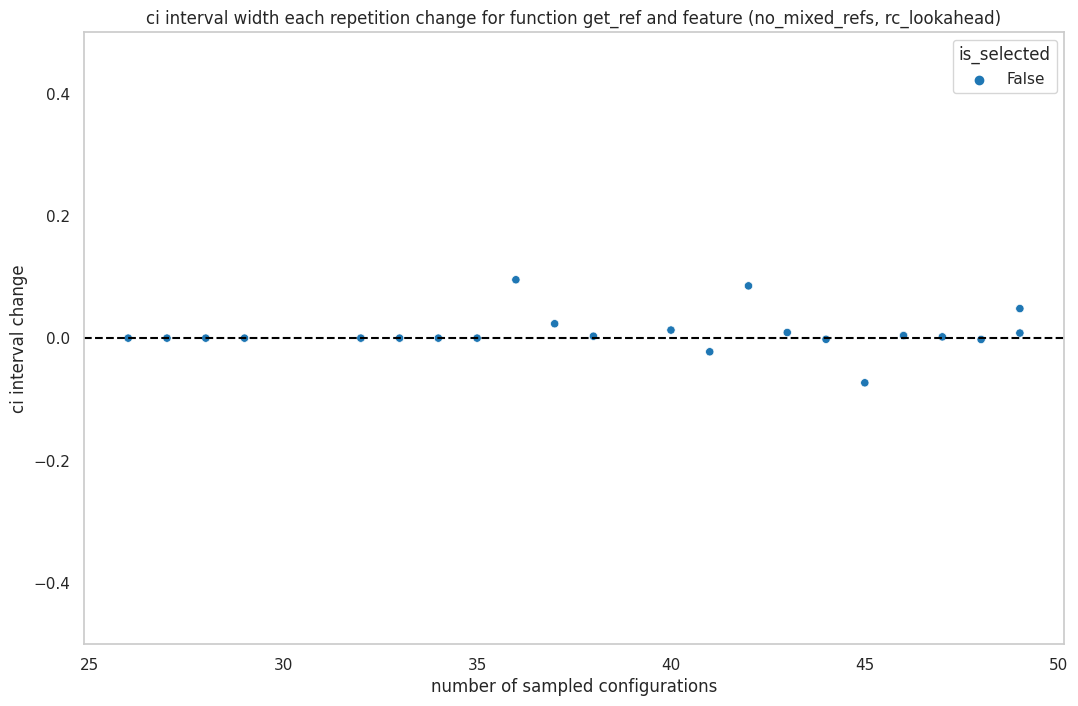 ci interval width each repetition change for function get_ref and feature (no_mixed_refs, rc_lookahead)
is_selected
False
0.4
0.2
0.0
−0.2
−0.4
ci interval change
25 30 35 40 45 50
number of sampled configurations